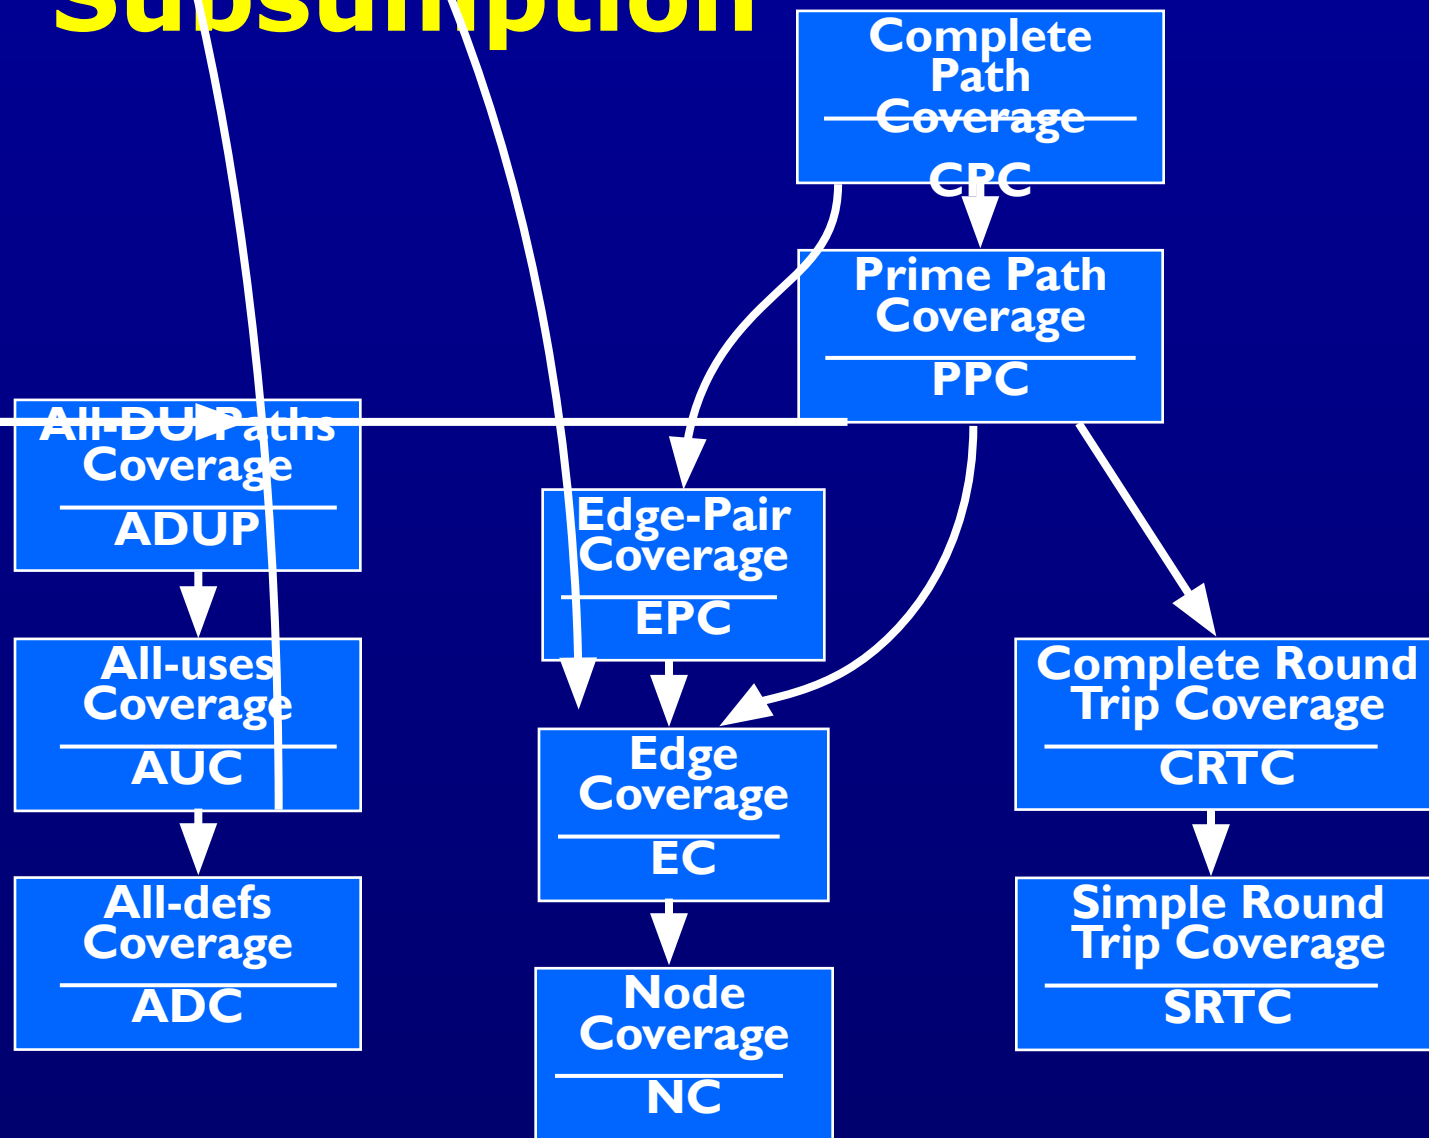 Subsumption
Complete
Path
Coverage
CPC
Prime Path
Coverage
PPC
All-DU-Paths
Coverage
ADUP
Edge-Pair
Coverage
EPC
All-uses
Coverage
AUC
Complete Round
Trip Coverage
CRTC
Edge
Coverage
EC
All-defs
Coverage
ADC
Simple Round
Trip Coverage
SRTC
Node
Coverage
NC